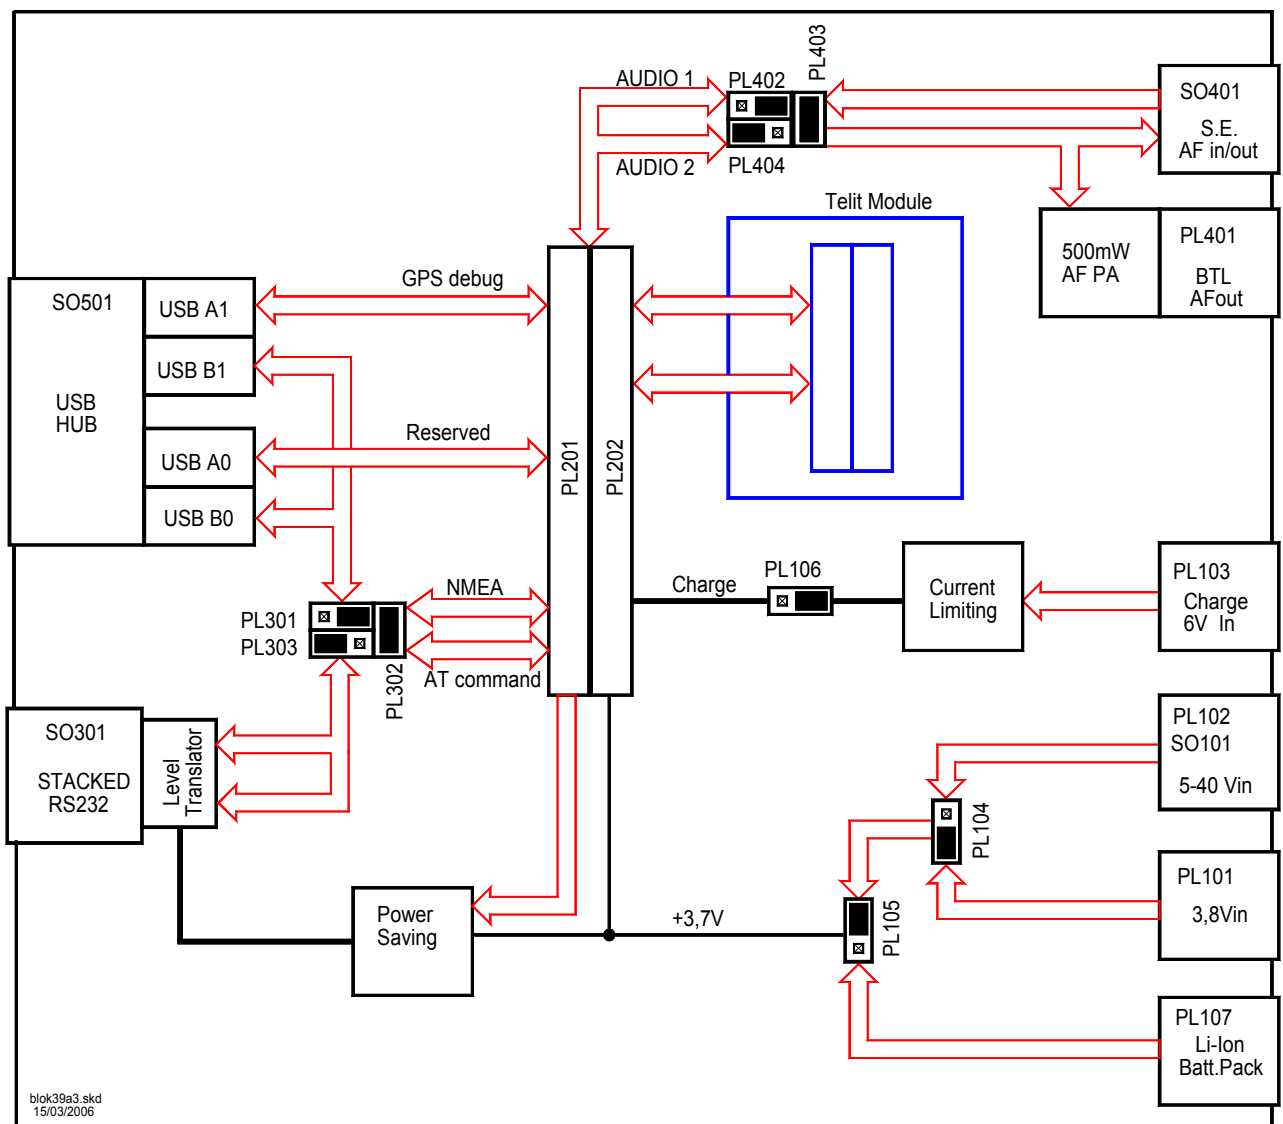 PL403
AUDIO 1
PL402
SO401
S.E.
AF in/out
AUDIO 2
PL404
Telit Module
500mW
AF PA
PL401
BTL
AFout
GPS debug
SO501
USB A1
USB B1
USB
HUB
Reserved
USB A0
USB B0
PL201
PL202
NMEA
Charge
PL106
Current
Limiting
PL103
Charge
6V In
PL301
PL303
PL302
AT command
SO301
STACKED
RS232
Level
Translator
PL102
SO101
5-40 Vin
PL104
PL101
3,8Vin
Power
Saving
+3,7V
PL105
PL107
Li-Ion
Batt.Pack
blok39a3.skd
15/03/2006